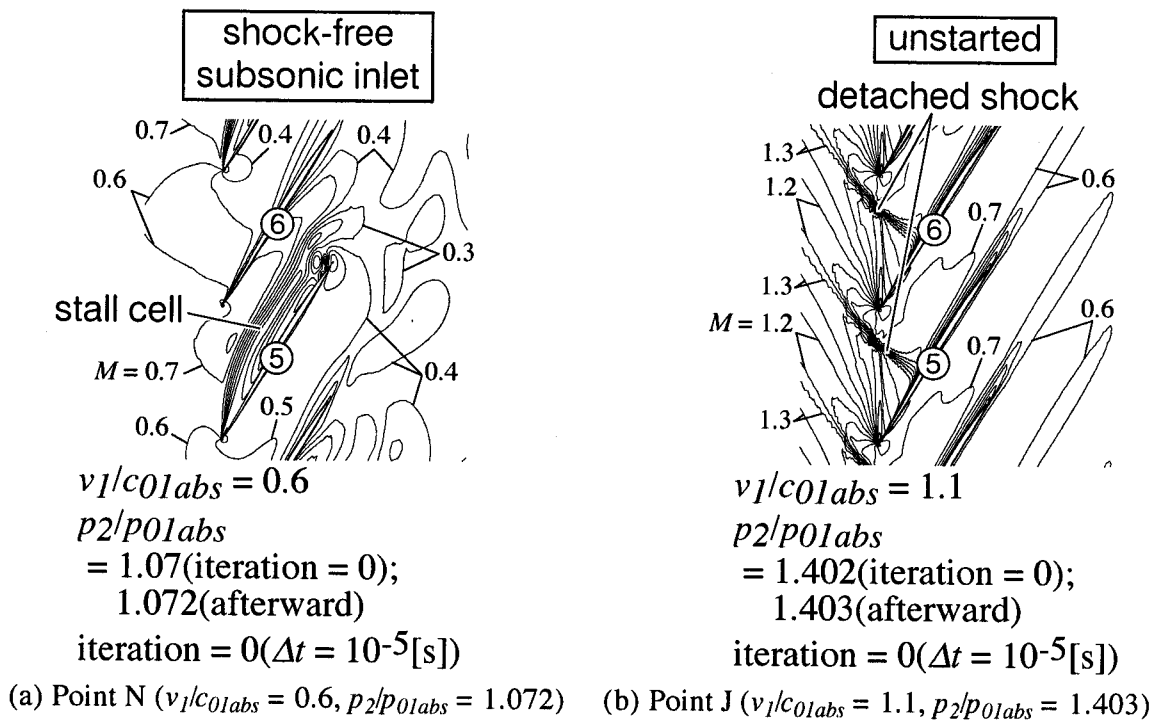 shock-free
subsonic inlet
0.7
0.4
0.4
0.6
6
0.3
stall cell
5
M = 0.7
0.4
0.5
0.6
v1/c01abs = 0.6
p2/p01abs
= 1.07(iteration = 0);
1.072(afterward)
iteration = 0(Δt = 10-5[s])
(a) Point N (v1/c01abs = 0.6, p2/p01abs = 1.072)
unstarted
detached shock
1.3
1.2
0.6
0.7
6
1.3
M = 1.2
0.6
0.7
5
1.3
v1/c01abs = 1.1
p2/p01abs
= 1.402(iteration = 0);
1.403(afterward)
iteration = 0(Δt = 10-5[s])
(b) Point J (v1/c01abs = 1.1, p2/p01abs = 1.403)